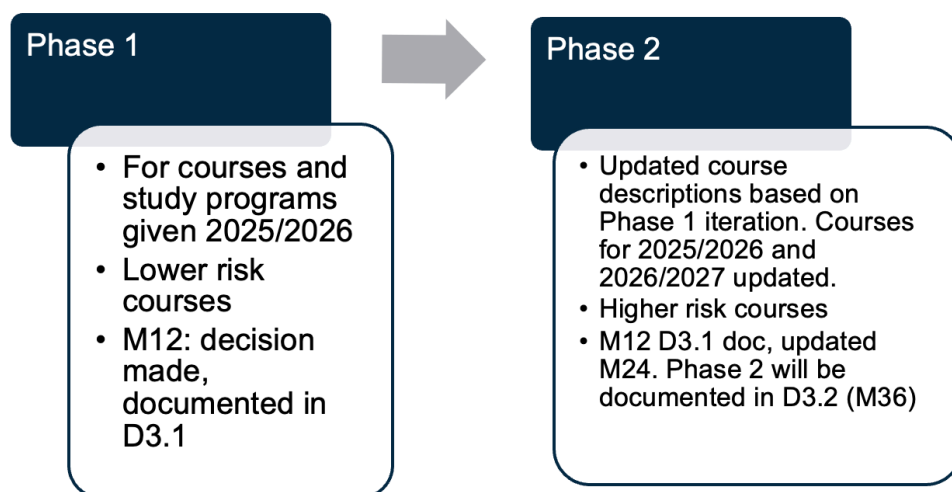 Phase 1
• For courses and
study programs
given 2025/2026
• Lower risk
courses
• M12: decision
made,
documented in
D3.1
Phase 2
• Updated course
descriptions based on
Phase 1 iteration. Courses
for 2025/2026 and
2026/2027 updated.
• Higher risk courses
• M12 D3.1 doc, updated
M24. Phase 2 will be
documented in D3.2 (M36)